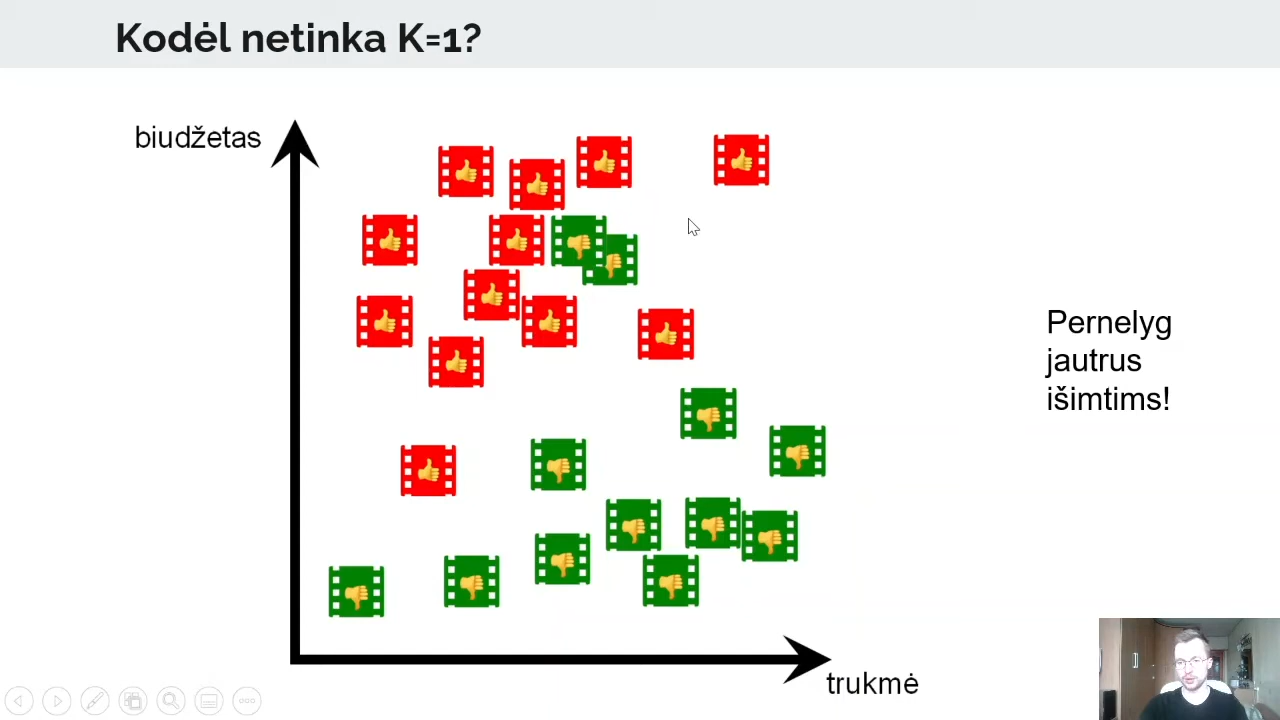 Kodėl netinka K=1?
biudžetas
Pernelyg
jautrus
išimtims!
trukmė